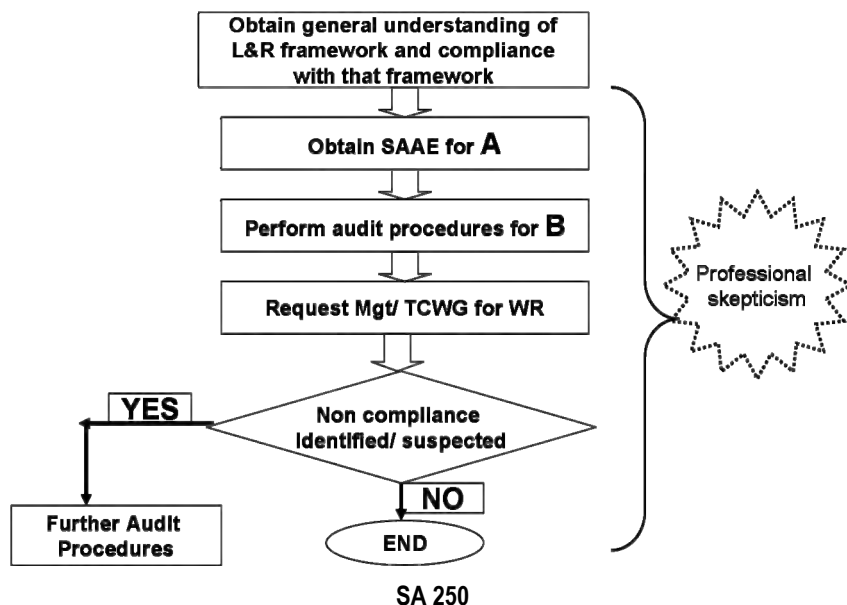 Obtain general understanding of
L&R framework and compliance
with that framework
Obtain SAAE for A
Perform audit procedures for B
Request Mgt/ TCWG for WR
Professional
skepticism
YES
Non compliance
identified/ suspected
NO
Further Audit
Procedures
END
SA 250